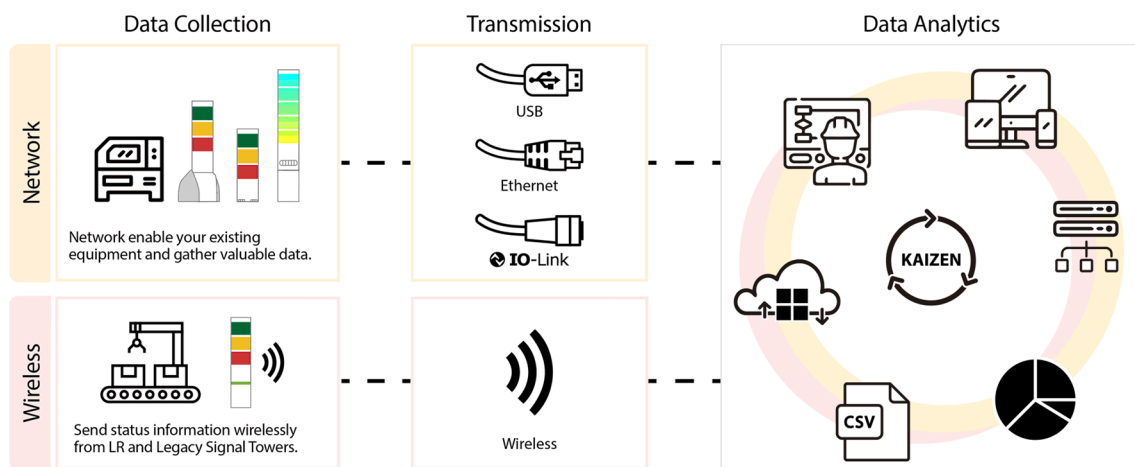 Data Collection
Transmission
Data Analytics
Network
Network enable your existing
equipment and gather valuable data.
USB
Ethernet
IO-Link
KAIZEN
Wireless
Send status information wirelessly
from LR and Legacy Signal Towers.
Wireless
CSV